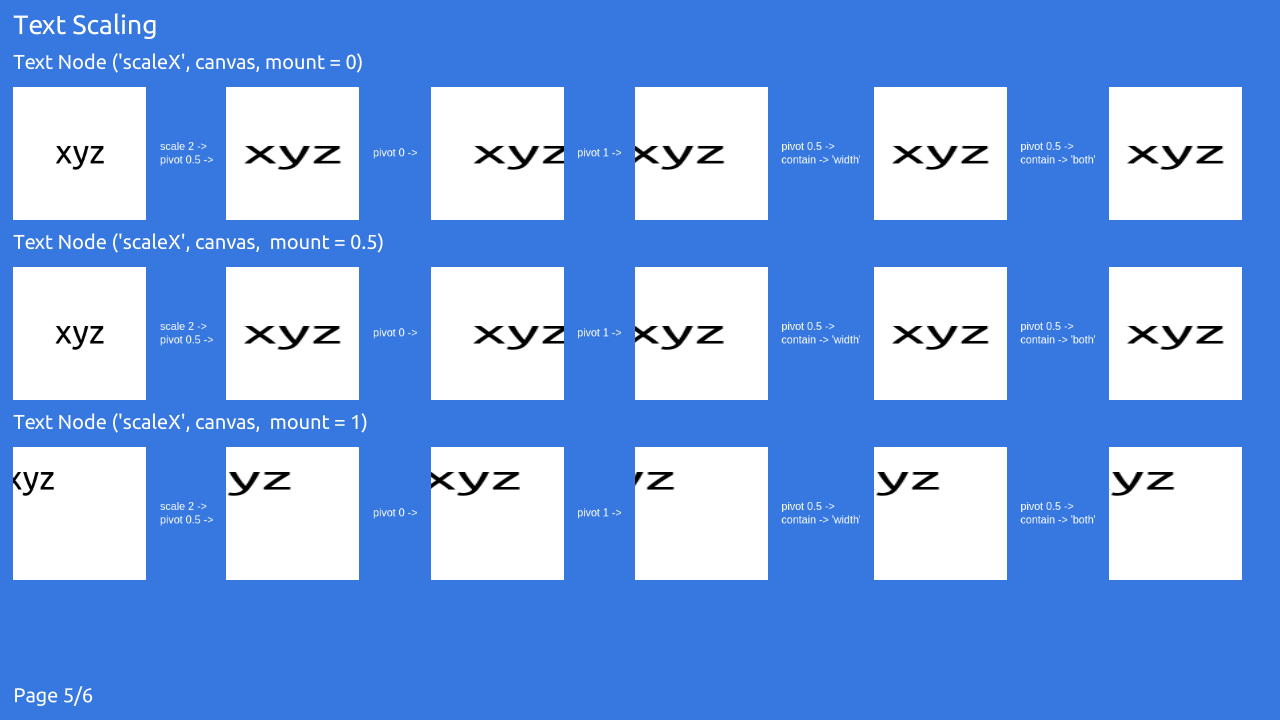 Text Scaling
Text Node ('scaleX', canvas, mount = 0)
xyz
scale 2 ->
pivot 0.5 ->
xyz
pivot 0 ->
xyz
pivot 1 ->
xyz
pivot 0.5 ->
contain -> 'width'
xyz
pivot 0.5 ->
contain -> 'both'
xyz
Text Node ('scaleX', canvas,  mount = 0.5)
xyz
scale 2 ->
pivot 0.5 ->
xyz
pivot 0 ->
xyz
pivot 1 ->
xyz
pivot 0.5 ->
contain -> 'width'
xyz
pivot 0.5 ->
contain -> 'both'
xyz
Text Node ('scaleX', canvas,  mount = 1)
xyz
scale 2 ->
pivot 0.5 ->
yz
pivot 0 ->
xyz
pivot 1 ->
yz
pivot 0.5 ->
contain -> 'width'
yz
pivot 0.5 ->
contain -> 'both'
yz
Page 5/6